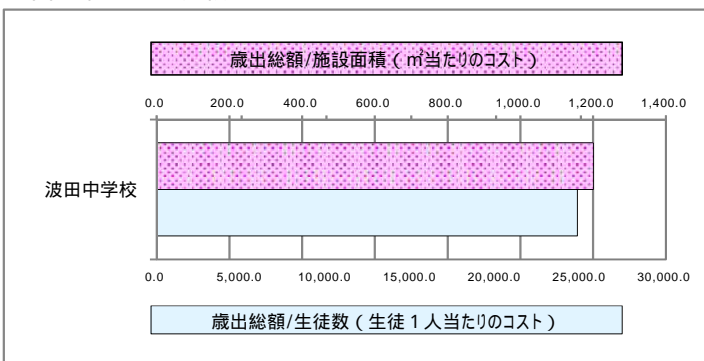 歳出総額/施設面積(㎡当たりのコスト)
0.0 200.0 400.0 600.0 800.0 1,000.0 1,200.0 1,400.0
波田中学校
0.0 5,000.0 10,000.0 15,000.0 20,000.0 25,000.0 30,000.0
歳出総額/生徒数(生徒1人当たりのコスト)